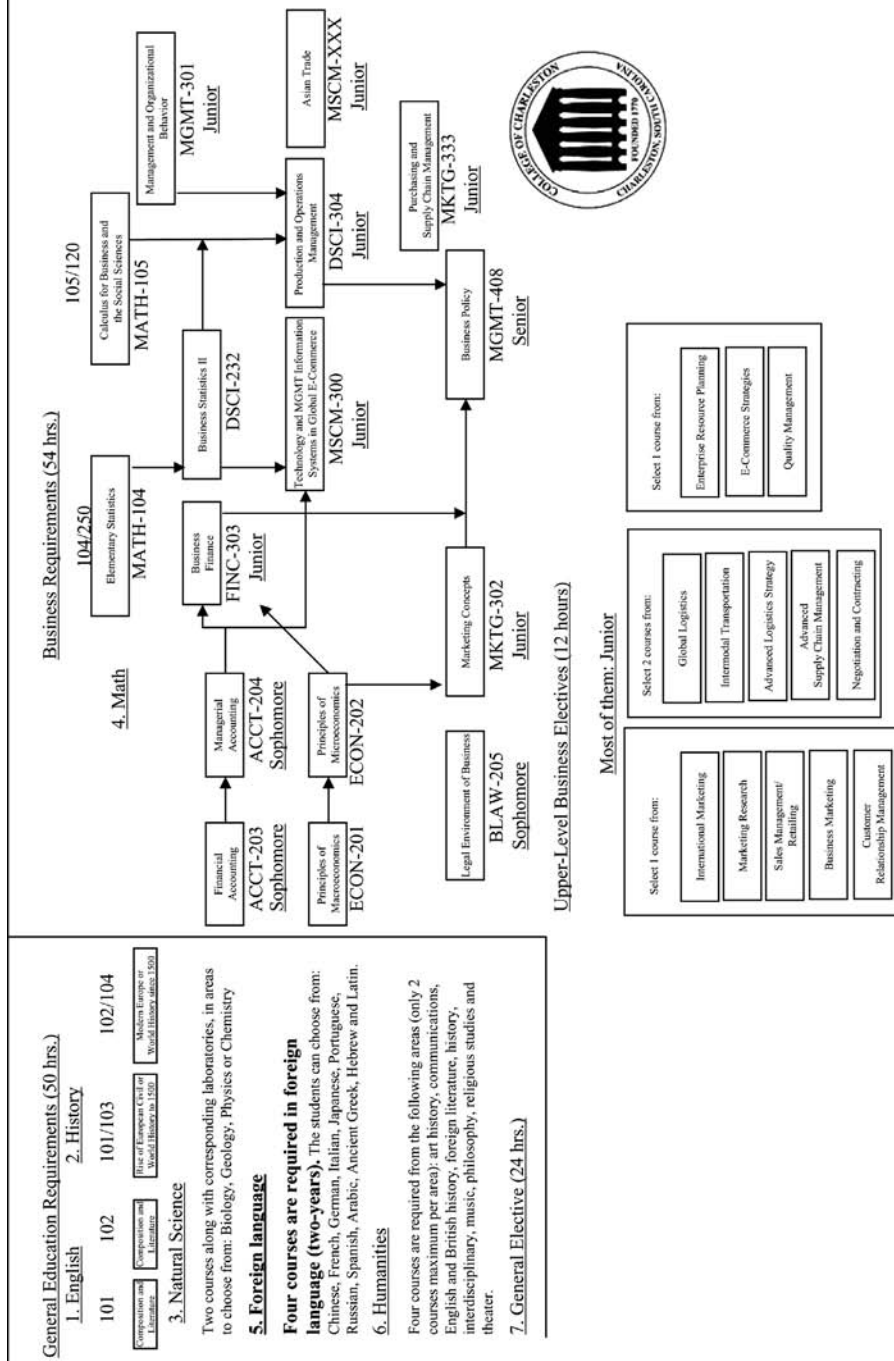 General Education Requirements (50 hrs.)
1. English
2. History
101
102
101/103
102/104
Composition and
Literature
Composition and
Literature
Rise of European Civil or
World History to 1500
Modern Europe or
World History since 1500
3. Natural Science
Two courses along with corresponding laboratories, in areas
to choose from: Biology, Geology, Physics or Chemistry
5. Foreign language
Four courses are required in foreign
language (two-years). The students can choose from:
Chinese, French, German, Italian, Japanese, Portuguese,
Russian, Spanish, Arabic, Ancient Greek, Hebrew and Latin.
6. Humanities
Four courses are required from the following areas (only 2
courses maximum per area): art history, communications,
English and British history, foreign literature, history,
interdisciplinary, music, philosophy, religious studies and
theater.
7. General Elective (24 hrs.)
Business Requirements (54 hrs.)
4. Math
104/250
Elementary Statistics
MATH-104
105/120
Calculus for Business and
the Social Sciences
MATH-105
Management and Organizational
Behavior
MGMT-301
Junior
Financial
Accounting
ACCT-203
Sophomore
Managerial
Accounting
ACCT-204
Sophomore
Business
Finance
FINC-303
Junior
Business Statistics II
DSCI-232
Principles of
Macroeconomics
ECON-201
Principles of
Microeconomics
ECON-202
Technology and MGMT Information
Systems in Global E-Commerce
MSCM-300
Junior
Production and Operations
Management
DSCI-304
Junior
Asian Trade
MSCM-XXX
Junior
Legal Environment of Business
BLAW-205
Sophomore
Marketing Concepts
MKTG-302
Junior
Business Policy
MGMT-408
Senior
Purchasing and
Supply Chain Management
MKTG-333
Junior
Upper-Level Business Electives (12 hours)
Most of them: Junior
Select 1 course from:
International Marketing
Marketing Research
Sales Management/
Retailing
Business Marketing
Customer
Relationship Management
Select 2 courses from:
Global Logistics
Intermodal Transportation
Advanced Logistics Strategy
Advanced
Supply Chain Management
Negotiation and Contracting
Select 1 course from:
Enterprise Resource Planning
E-Commerce Strategies
Quality Management
COLLEGE OF CHARLESTON
FOUNDED 1770
CHARLESTON, SOUTH CAROLINA